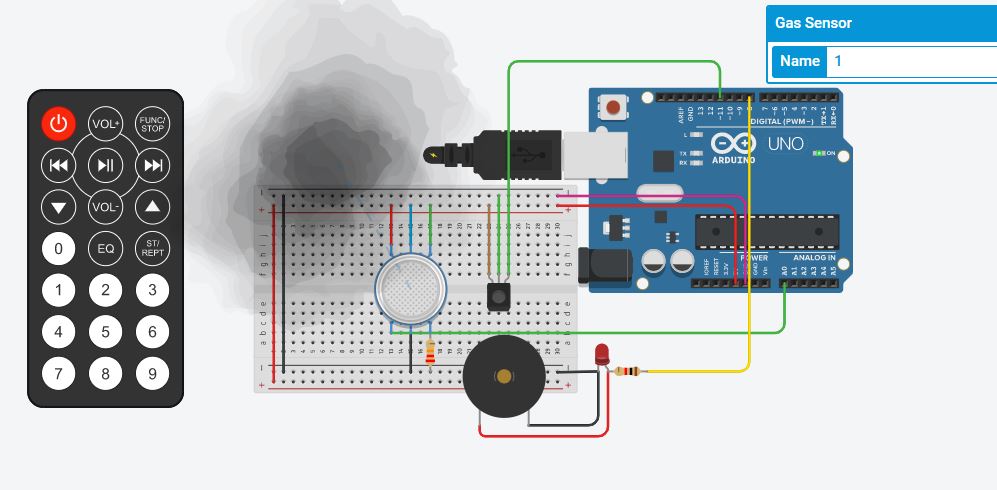 Gas Sensor
Name 1
VOL+
FUNC/
STOP
VOL-
0
EQ
ST/
REPT
1
2
3
4
5
6
7
8
9
AREF
GND
13
12
~11
~10
~9
8
7
~6
~5
4
~3
2
TX→1
RX←0
DIGITAL (PWM~)
L
TX
RX
ARDUINO
UNO
ON
IOREF
RESET
3.3V
POWER
GND
Vin
ANALOG IN
A0
A1
A2
A3
A4
A5